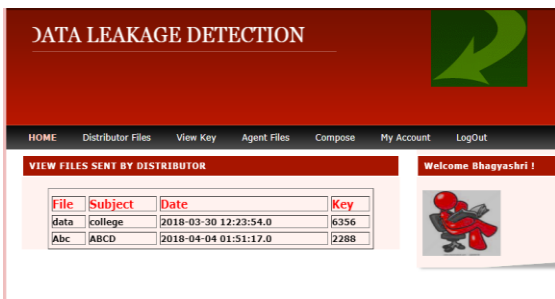 DATA LEAKAGE DETECTION
HOME Distributor Files View Key Agent Files Compose My Account LogOut
VIEW FILES SENT BY DISTRIBUTOR
Welcome Bhagyashri !
File Subject Date Key
data college 2018-03-30 12:23:54.0 6356
Abc ABCD 2018-04-04 01:51:17.0 2288